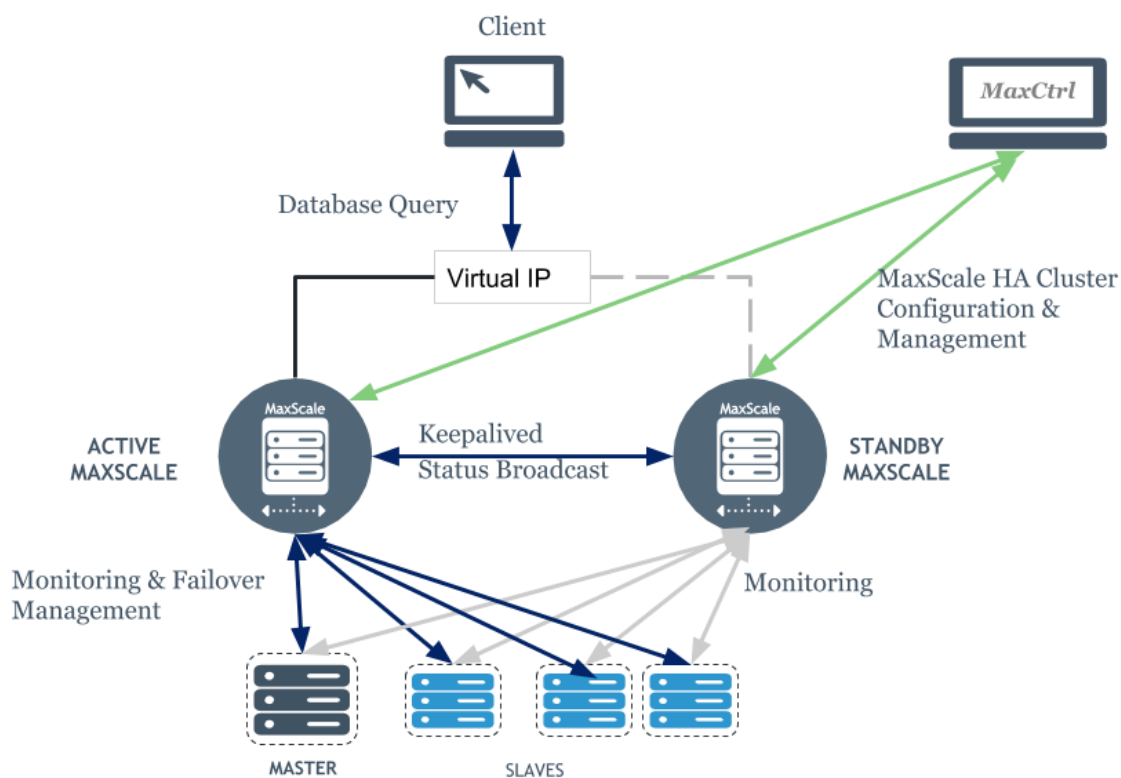 Client
MaxCtrl
Database Query
Virtual IP
MaxScale HA Cluster
Configuration &
Management
MaxScale
MaxScale
ACTIVE
MAXSCALE
Keepalived
Status Broadcast
STANDBY
MAXSCALE
Monitoring & Failover
Management
Monitoring
MASTER
SLAVES